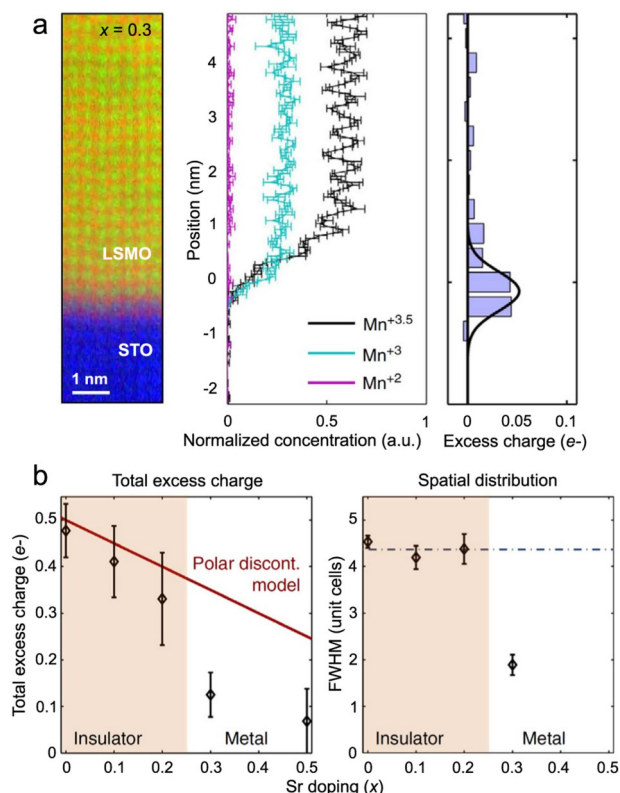 a
x = 0.3
LSMO
STO
1 nm
Position (nm)
4
3
2
1
0
-1
-2
Mn+3.5
Mn+3
Mn+2
0 0.5 1
Normalized concentration (a.u.)
0 0.05 0.1
Excess charge (e-)
b
Total excess charge
Total excess charge (e-)
0.5
0.4
0.3
0.2
0.1
0
Polar discont.
model
Insulator Metal
0 0.1 0.2 0.3 0.4 0.5
Spatial distribution
FWHM (unit cells)
5
4
3
2
1
0
Insulator Metal
0 0.1 0.2 0.3 0.4 0.5
Sr doping (x)